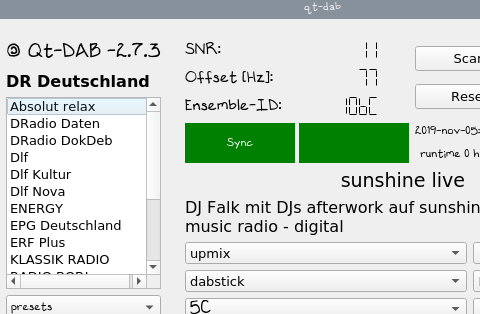 qt-dab
@ Qt-DAB -2.7.3
DR Deutschland
Absolut relax
DRadio Daten
DRadio DokDeb
Dlf
Dlf Kultur
Dlf Nova
ENERGY
EPG Deutschland
ERF Plus
KLASSIK RADIO
presets
SNR: 11
Offset [Hz]: 77
Ensemble-ID: 10bC
Sync
2019-nov-05:
runtime 0 h
sunshine live
DJ Falk mit DJs afterwork auf sunshin
music radio - digital
upmix
dabstick
5C
Scan
Rese